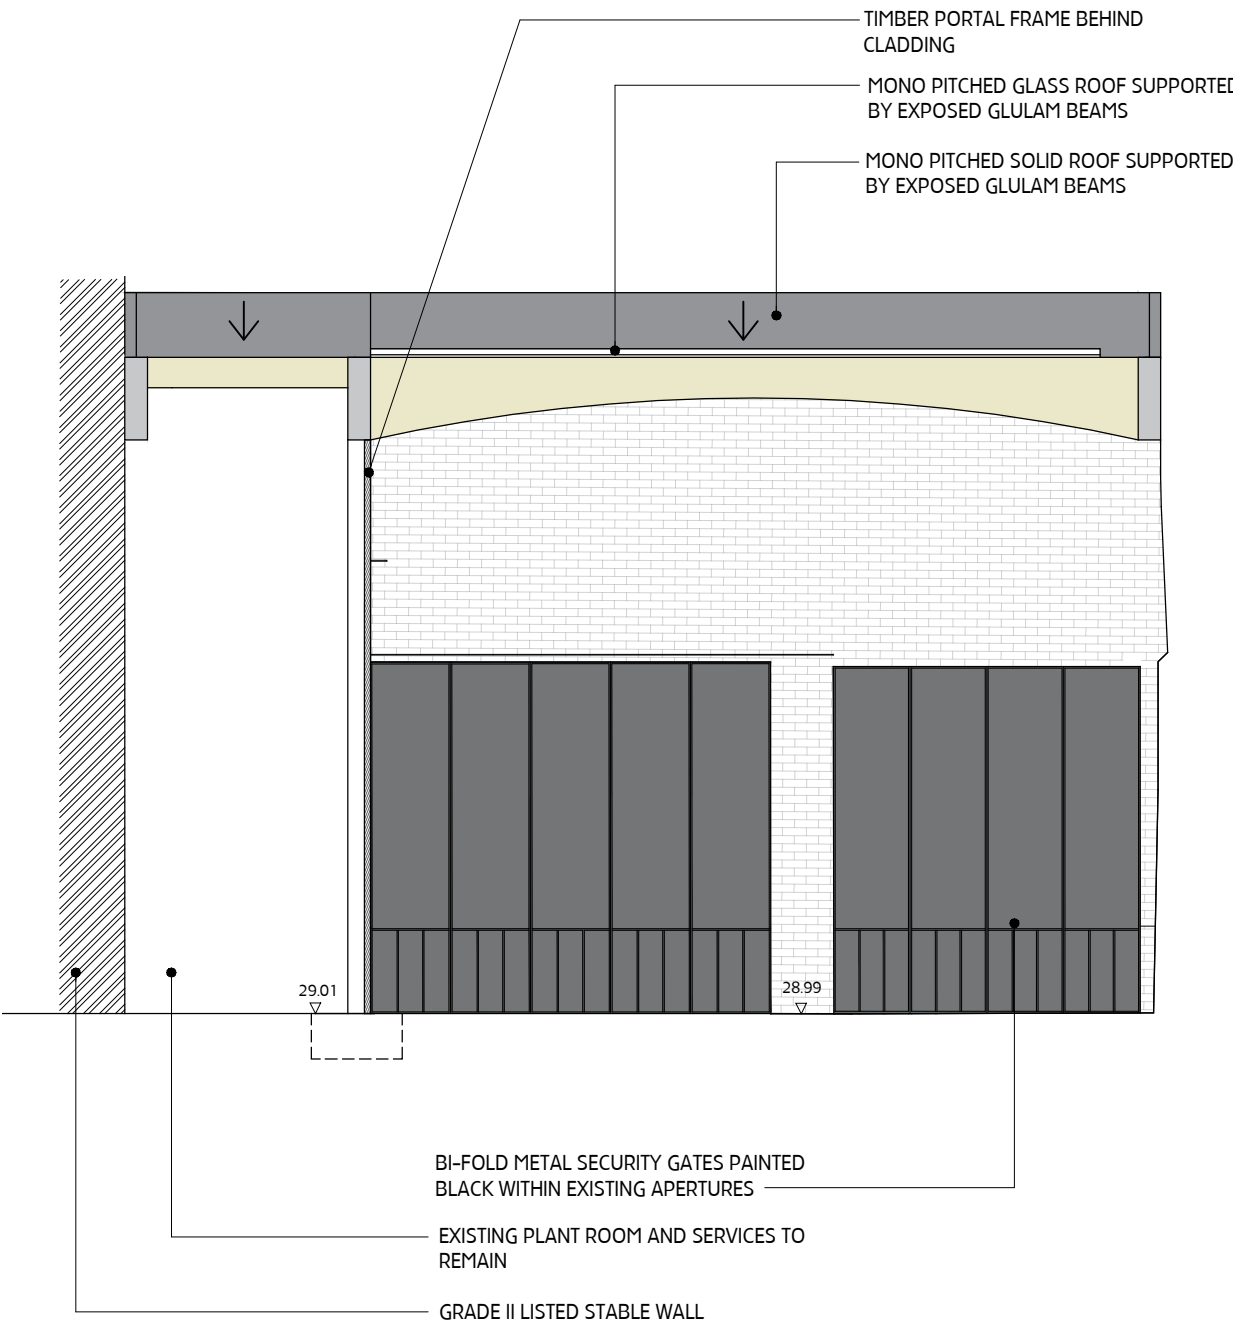 TIMBER PORTAL FRAME BEHIND
CLADDING
MONO PITCHED GLASS ROOF SUPPORTED
BY EXPOSED GLULAM BEAMS
MONO PITCHED SOLID ROOF SUPPORTED
BY EXPOSED GLULAM BEAMS
29.01
28.99
BI-FOLD METAL SECURITY GATES PAINTED
BLACK WITHIN EXISTING APERTURES
EXISTING PLANT ROOM AND SERVICES TO
REMAIN
GRADE II LISTED STABLE WALL